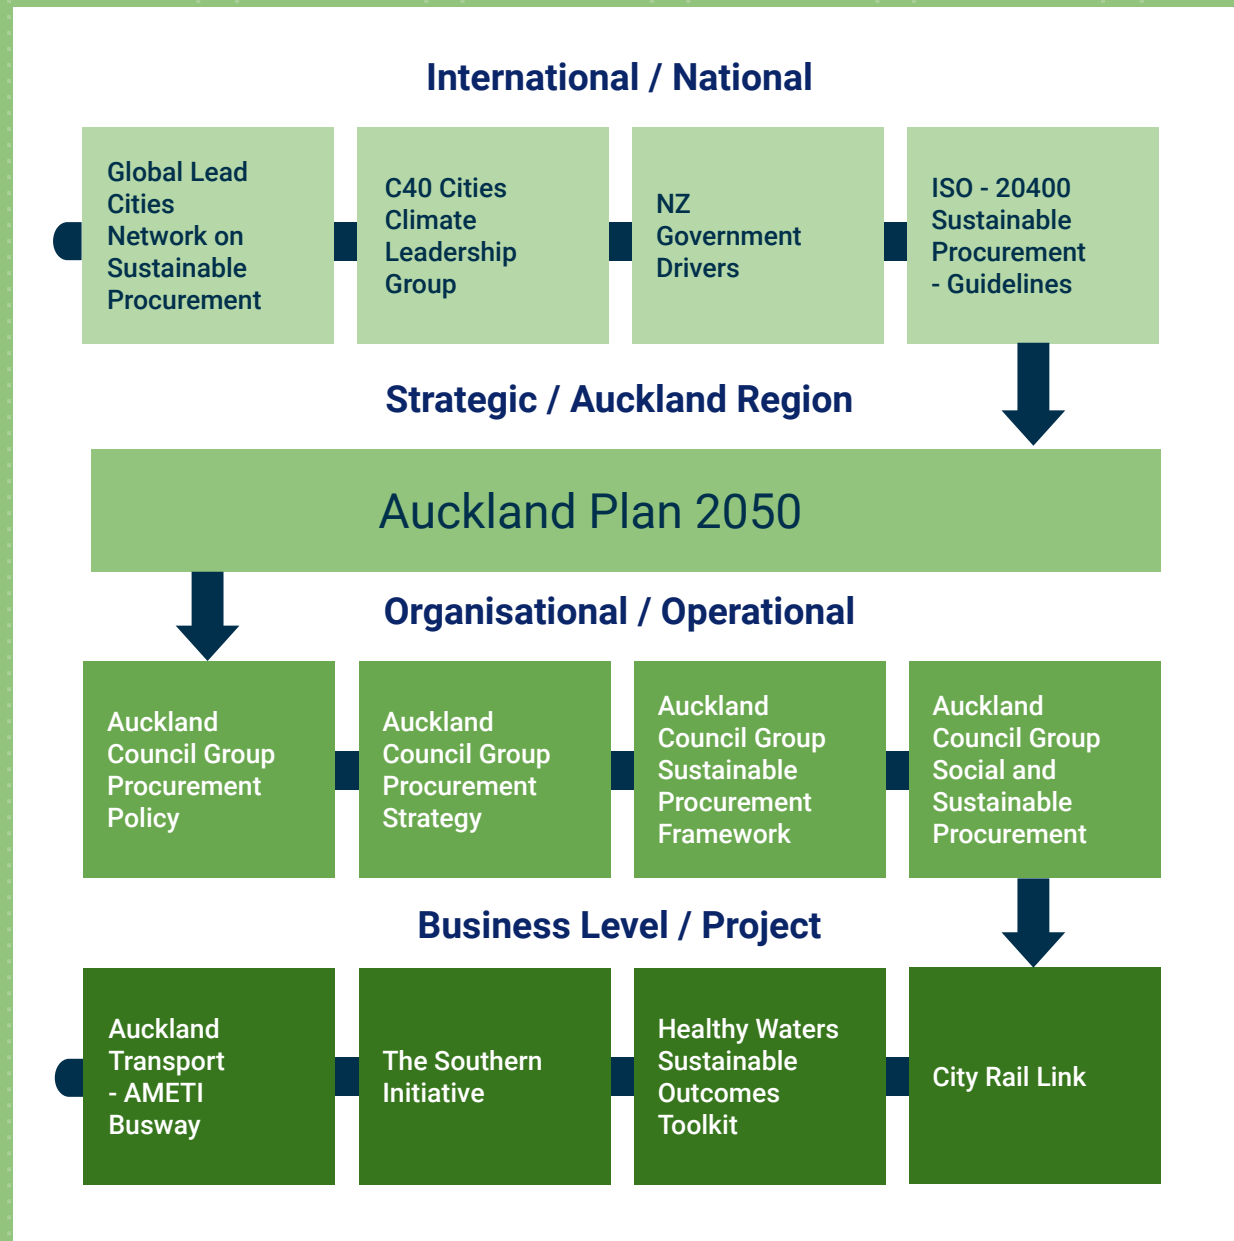 International / National
Global Lead
Cities
Network on
Sustainable
Procurement
C40 Cities
Climate
Leadership
Group
NZ
Government
Drivers
ISO - 20400
Sustainable
Procurement
- Guidelines
Strategic / Auckland Region
Auckland Plan 2050
Organisational / Operational
Auckland
Council Group
Procurement
Policy
Auckland
Council Group
Procurement
Strategy
Auckland
Council Group
Sustainable
Procurement
Framework
Auckland
Council Group
Social and
Sustainable
Procurement
Business Level / Project
Auckland
Transport
- AMETI
Busway
The Southern
Initiative
Healthy Waters
Sustainable
Outcomes
Toolkit
City Rail Link